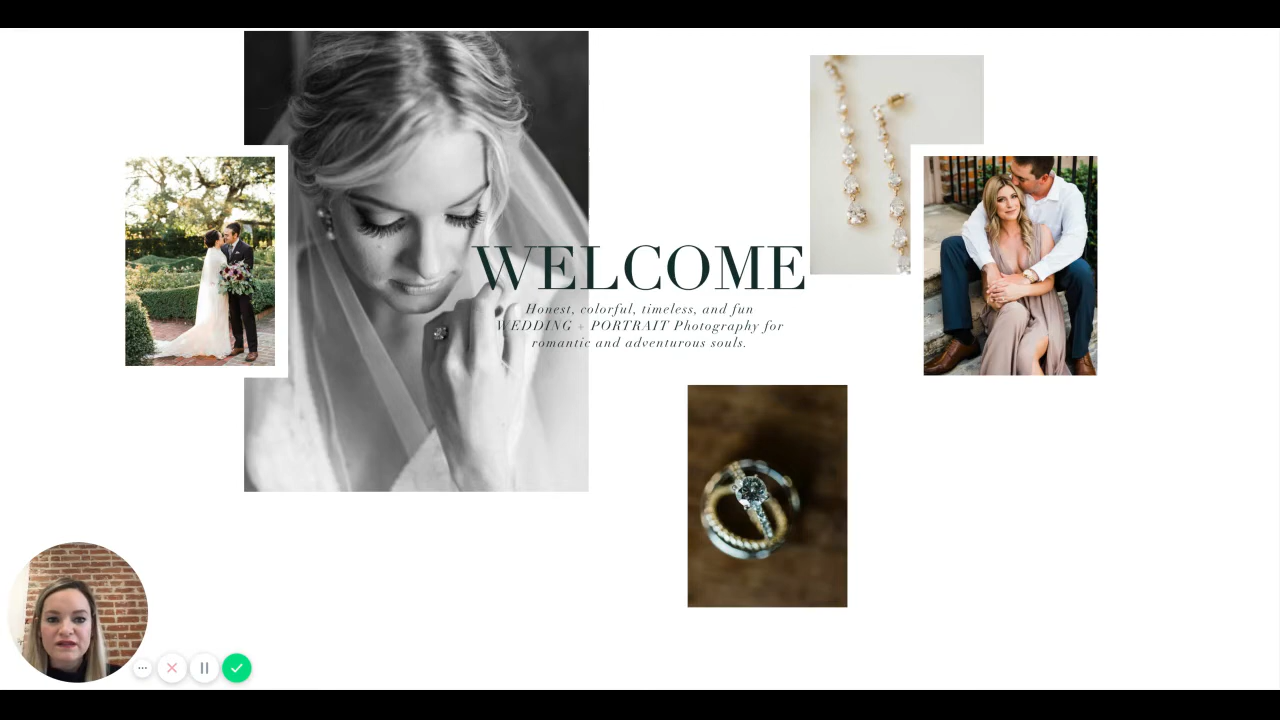 WELCOME
Honest, colorful, timeless, and fun
WEDDING + PORTRAIT Photography for
romantic and adventurous souls.